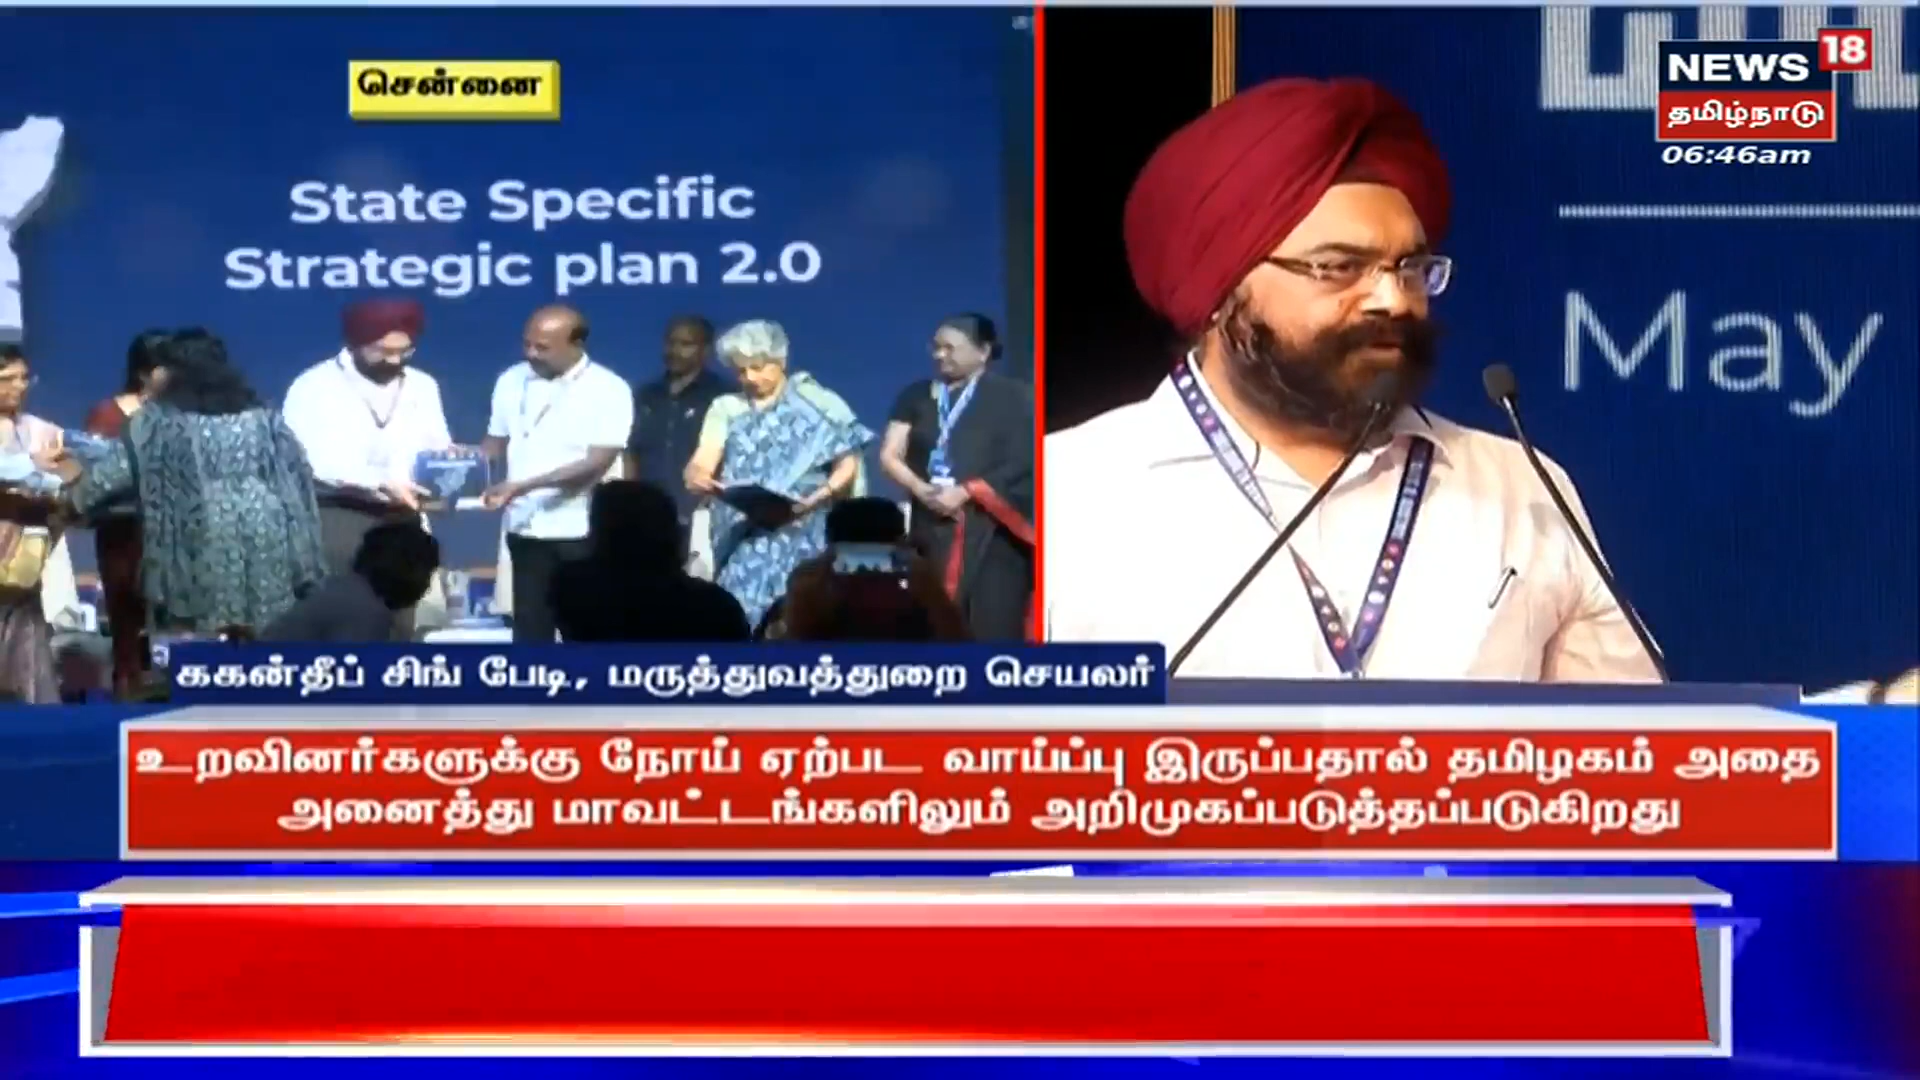 சென்னை
State Specific
Strategic plan 2.0
NEWS 18
தமிழ்நாடு
06:46am
May
ககன்தீப் சிங் பேடி, மருத்துவத்துறை செயலர்
உறவினர்களுக்கு நோய் ஏற்பட வாய்ப்பு இருப்பதால் தமிழகம் அதை
அனைத்து மாவட்டங்களிலும் அறிமுகப்படுத்தப்படுகிறது